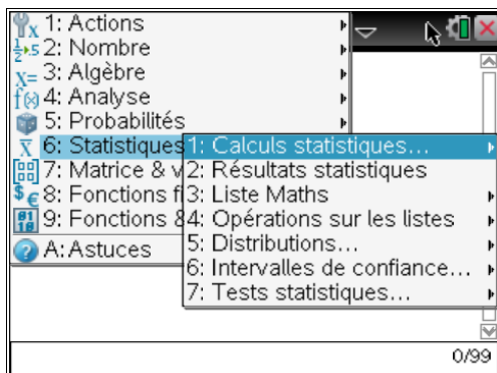 1: Actions
2: Nombre
3: Algèbre
4: Analyse
5: Probabilités
6: Statistiques
7: Matrice & v
8: Fonctions fi
9: Fonctions &
A: Astuces
1: Calculs statistiques...
2: Résultats statistiques
3: Liste Maths
4: Opérations sur les listes
5: Distributions...
6: Intervalles de confiance...
7: Tests statistiques...
0/99